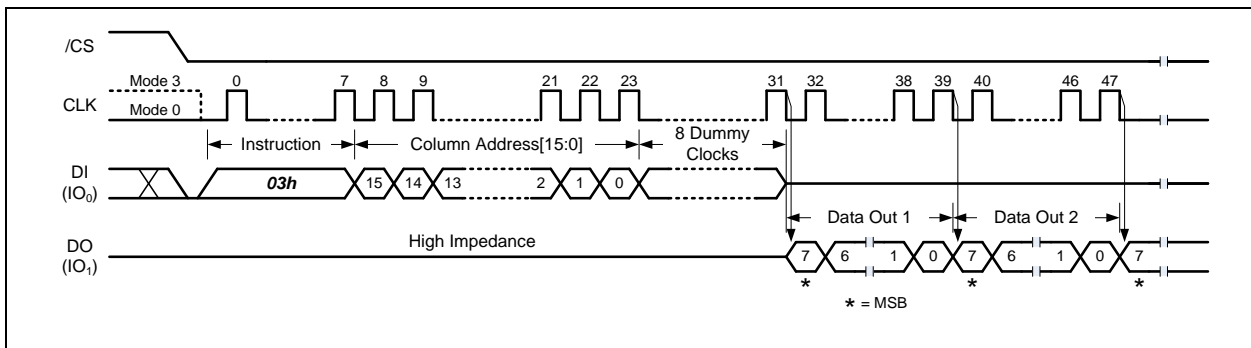 /CS
Mode 3 0 7 8 9 21 22 23 31 32 38 39 40 46 47
CLK Mode 0
Instruction Column Address[15:0] 8 Dummy Clocks
DI (IO₀) 03h 15 14 13 2 1 0
Data Out 1 Data Out 2
DO (IO₁) High Impedance 7 6 1 0 7 6 1 0 7
* * *
* = MSB